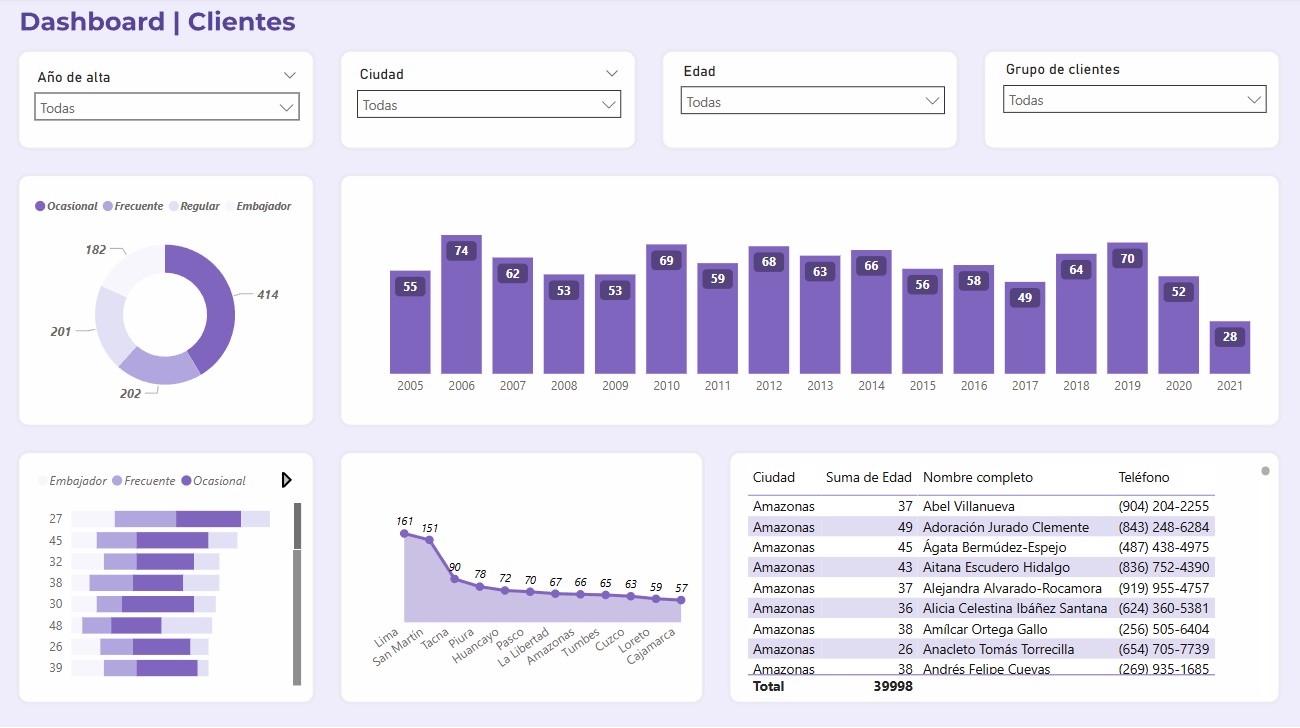 Dashboard | Clientes
Año de alta
Todas
Ciudad
Todas
Edad
Todas
Grupo de clientes
Todas
Ocasional Frecuente Regular Embajador
182
414
201
202
55 74 62 53 53 69 59 68 63 66 56 58 49 64 70 52 28
2005 2006 2007 2008 2009 2010 2011 2012 2013 2014 2015 2016 2017 2018 2019 2020 2021
Embajador Frecuente Ocasional
27
45
32
38
30
48
26
39
161 151 90 78 72 70 67 66 65 63 59 57
Lima San Martín Tacna Piura Huancayo Pasco La Libertad Amazonas Tumbes Cuzco Loreto Cajamarca
Ciudad Suma de Edad Nombre completo Teléfono
Amazonas 37 Abel Villanueva (904) 204-2255
Amazonas 49 Adoración Jurado Clemente (843) 248-6284
Amazonas 45 Ágata Bermúdez-Espejo (487) 438-4975
Amazonas 43 Aitana Escudero Hidalgo (836) 752-4390
Amazonas 37 Alejandra Alvarado-Rocamora (919) 955-4757
Amazonas 36 Alicia Celestina Ibáñez Santana (624) 360-5381
Amazonas 38 Amílcar Ortega Gallo (256) 505-6404
Amazonas 26 Anacleto Tomás Torrecilla (654) 705-7739
Amazonas 38 Andrés Felipe Cuevas (269) 935-1685
Total 39998